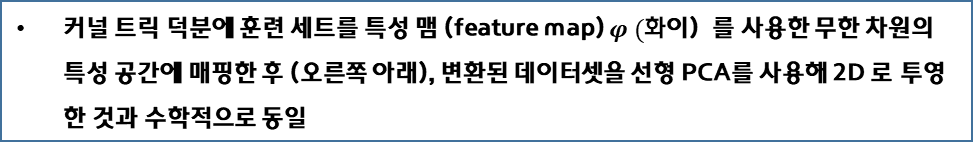 • 커널 트릭 덕분에 훈련 세트를 특성 맵 (feature map) φ (화이) 를 사용한 무한 차원의
특성 공간에 매핑한 후 (오른쪽 아래), 변환된 데이터셋을 선형 PCA를 사용해 2D 로 투영
한 것과 수학적으로 동일